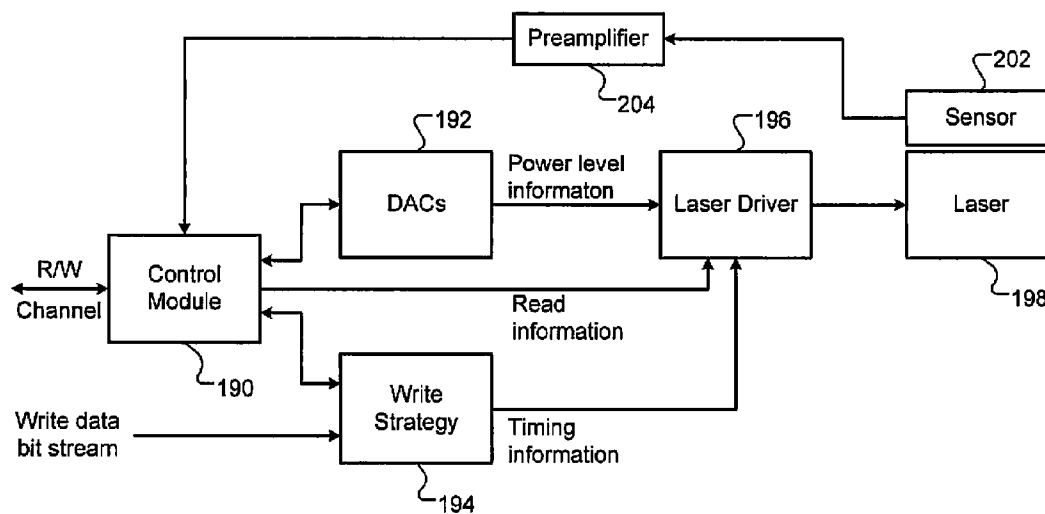 Preamplifier
204
202
Sensor
192
196
DACs
Power level
informaton
Laser Driver
Laser
198
R/W
Channel
Control
Module
190
Read
information
Write data
bit stream
Write
Strategy
194
Timing
information